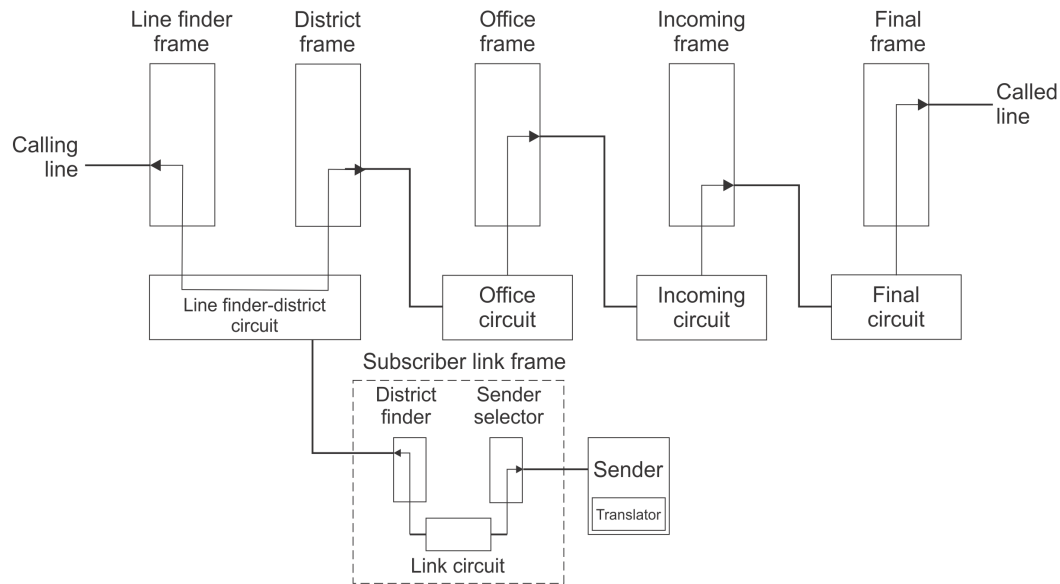 Line finder
frame
District
frame
Office
frame
Incoming
frame
Final
frame
Calling
line
Called
line
Line finder-district
circuit
Office
circuit
Incoming
circuit
Final
circuit
Subscriber link frame
District
finder
Sender
selector
Sender
Translator
Link circuit